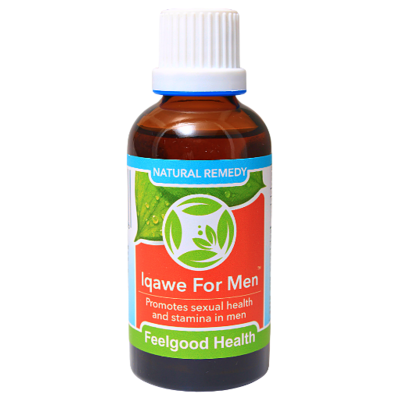 NATURAL REMEDY
Iqawe For Men™
Promotes sexual health
and stamina in men
Feelgood Health